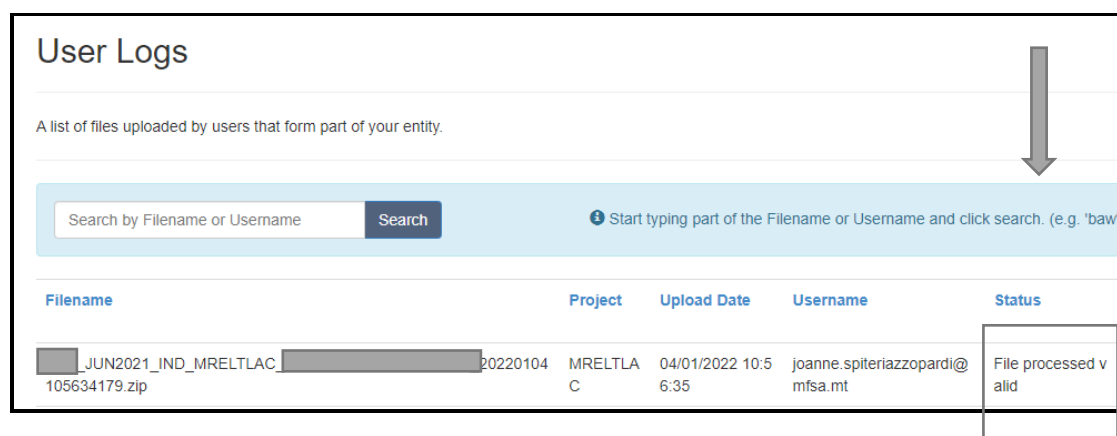 User Logs
A list of files uploaded by users that form part of your entity.
Search by Filename or Username Search Start typing part of the Filename or Username and click search. (e.g. 'baw
Filename Project Upload Date Username Status
_JUN2021_IND_MRELTLAC_ 20220104 MRELTLA 04/01/2022 10:5 joanne.spiteriazzopardi@ File processed v
105634179.zip C 6:35 mfsa.mt alid